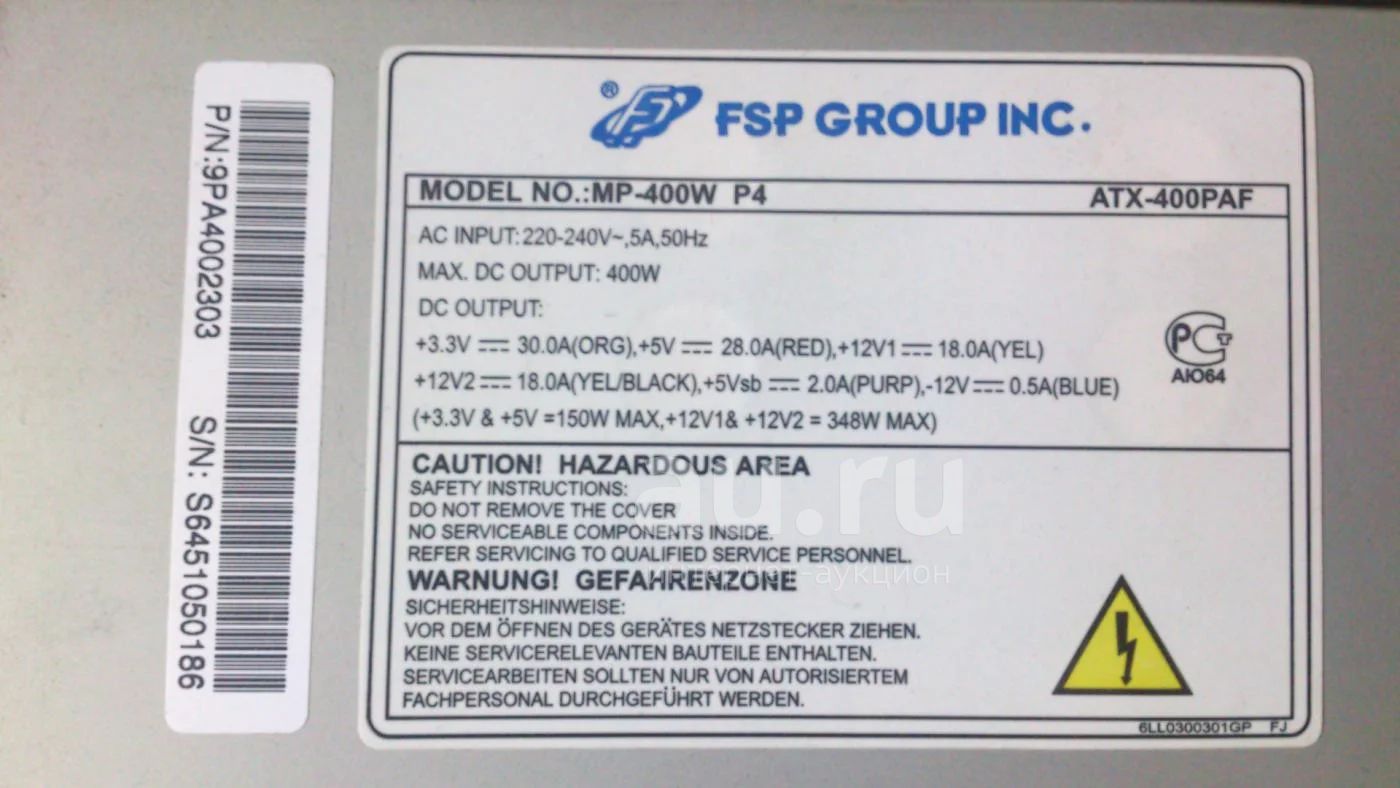 P/N:9PA4002303
S/N: S6451050186
® FSP GROUP INC.
MODEL NO.:MP-400W P4 ATX-400PAF
AC INPUT:220-240V~,5A,50Hz
MAX. DC OUTPUT: 400W
DC OUTPUT:
+3.3V ⎓ 30.0A(ORG),+5V ⎓ 28.0A(RED),+12V1 ⎓ 18.0A(YEL)
+12V2 ⎓ 18.0A(YEL/BLACK),+5Vsb ⎓ 2.0A(PURP),-12V ⎓ 0.5A(BLUE)
(+3.3V & +5V =150W MAX,+12V1& +12V2 = 348W MAX)
РСТ
АЮ64
CAUTION! HAZARDOUS AREA
SAFETY INSTRUCTIONS:
DO NOT REMOVE THE COVER
NO SERVICEABLE COMPONENTS INSIDE.
REFER SERVICING TO QUALIFIED SERVICE PERSONNEL.
WARNUNG! GEFAHRENZONE
SICHERHEITSHINWEISE:
VOR DEM ÖFFNEN DES GERÄTES NETZSTECKER ZIEHEN.
KEINE SERVICERELEVANTEN BAUTEILE ENTHALTEN.
SERVICEARBEITEN SOLLTEN NUR VON AUTORISIERTEM
FACHPERSONAL DURCHGEFÜHRT WERDEN.
6LL0300301GP FJ
au.ru
интернет-аукцион